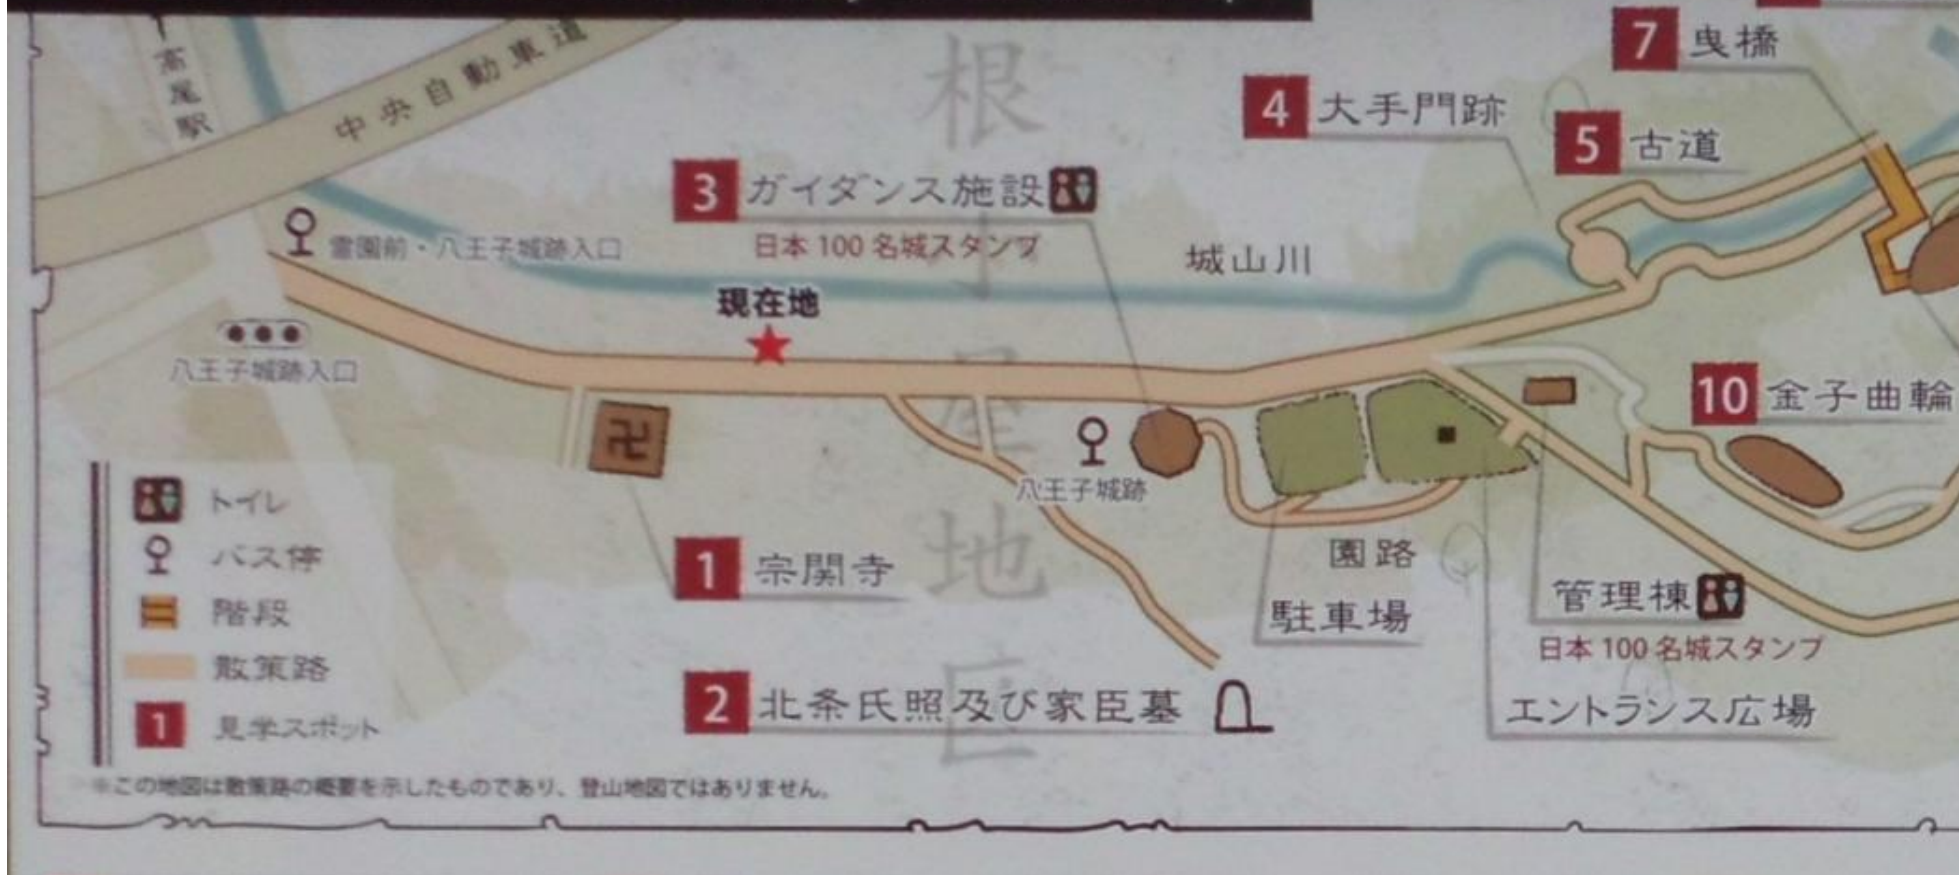 高尾駅
中央自動車道
7 曳橋
4 大手門跡
5 古道
3 ガイダンス施設
日本100名城スタンプ
霊園前・八王子城跡入口
城山川
現在地
八王子城跡入口
10 金子曲輪
八王子城跡
卍
根小屋地区
トイレ
バス停
階段
散策路
1 見学スポット
1 宗関寺
園路
駐車場
管理棟
日本100名城スタンプ
エントランス広場
2 北条氏照及び家臣墓
※この地図は散策路の概要を示したものであり、登山地図ではありません。